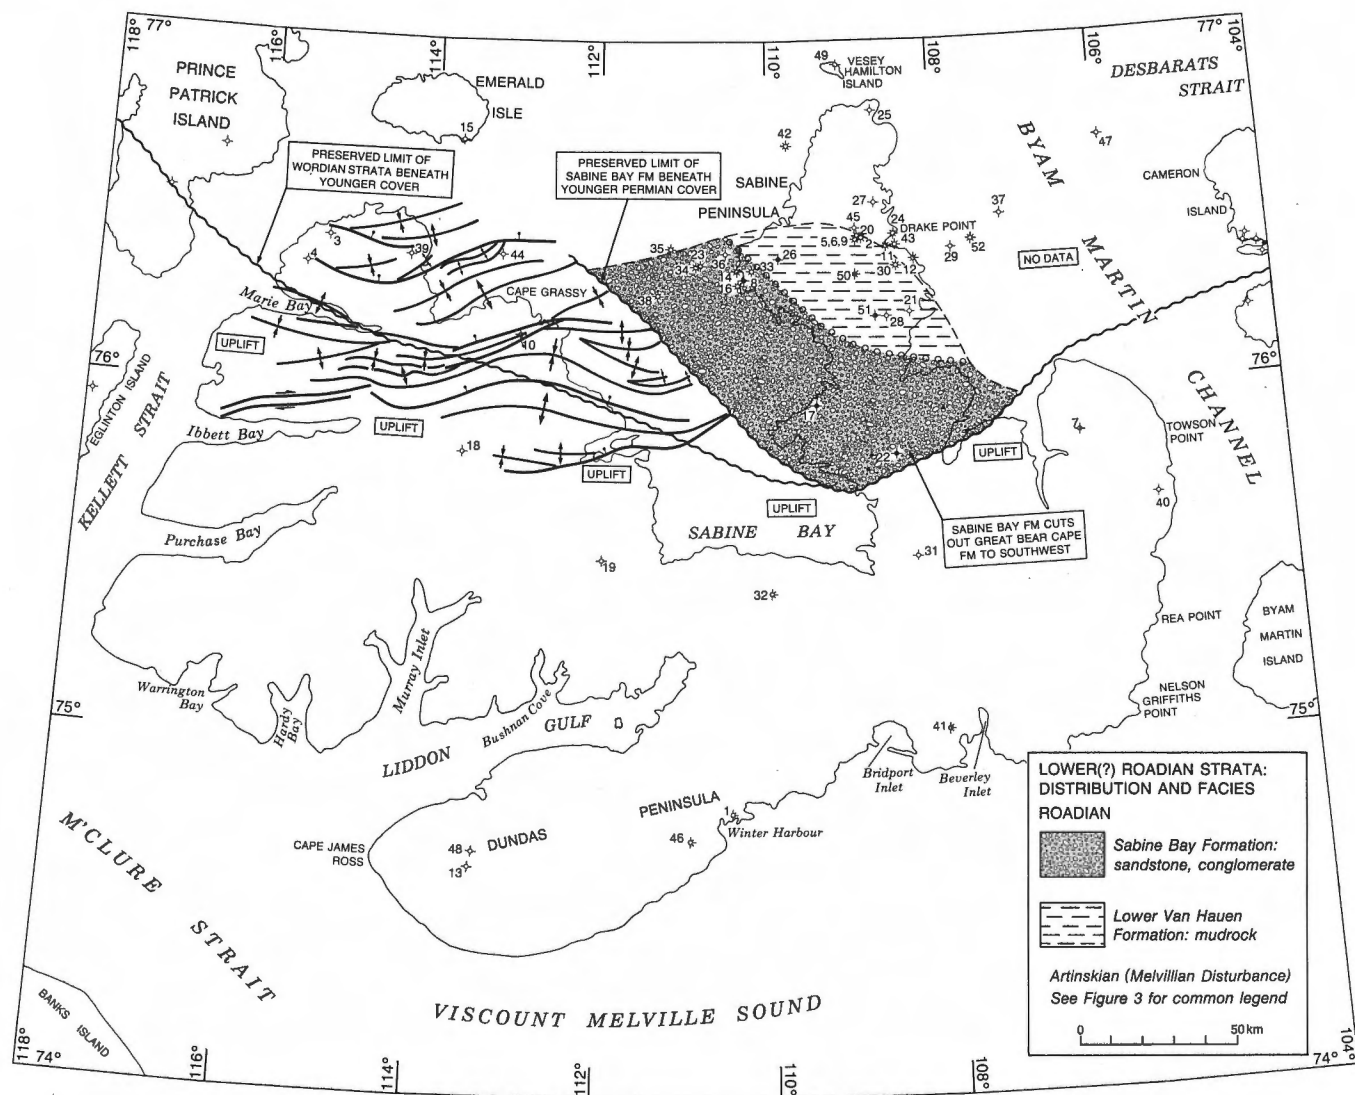 118°
77°
116°
114°
112°
110°
108°
106°
77°
104°
PRINCE
PATRICK
ISLAND
EMERALD
ISLE
15
49
VESEY
HAMILTON
ISLAND
25
42
DESBARATS
STRAIT
47
BYAM
MARTIN
CHANNEL
CAMERON
ISLAND
PRESERVED LIMIT OF
WORDIAN STRATA BENEATH
YOUNGER COVER
PRESERVED LIMIT OF
SABINE BAY FM BENEATH
YOUNGER PERMIAN COVER
SABINE
PENINSULA
27
37
45
20
24
DRAKE POINT
5,6,9
2
43
52
29
11
12
30
NO DATA
3
4
39
44
35
23
36
34
14
16
8
33
26
50
38
21
51
28
CAPE GRASSY
Marie Bay
UPLIFT
10
76°
76°
EGLINTON ISLAND
KELLETT STRAIT
Ibbett Bay
UPLIFT
18
UPLIFT
17
22
UPLIFT
7
TOWSON
POINT
40
UPLIFT
SABINE BAY
SABINE BAY FM CUTS
OUT GREAT BEAR CAPE
FM TO SOUTHWEST
Purchase Bay
19
31
32
REA POINT
BYAM
MARTIN
ISLAND
Warrington
Bay
Hardy
Bay
Murray Inlet
Bushnan Cove
LIDDON
GULF
NELSON
GRIFFITHS
POINT
75°
75°
41
Bridport
Inlet
Beverley
Inlet
PENINSULA
1
Winter Harbour
46
CAPE JAMES
ROSS
48
DUNDAS
13
M'CLURE
STRAIT
VISCOUNT MELVILLE SOUND
BANKS
ISLAND
LOWER(?) ROADIAN STRATA:
DISTRIBUTION AND FACIES
ROADIAN
Sabine Bay Formation:
sandstone, conglomerate
Lower Van Hauen
Formation: mudrock
Artinskian (Melvillian Disturbance)
See Figure 3 for common legend
0
50km
118°
74°
116°
114°
112°
110°
108°
74°
104°